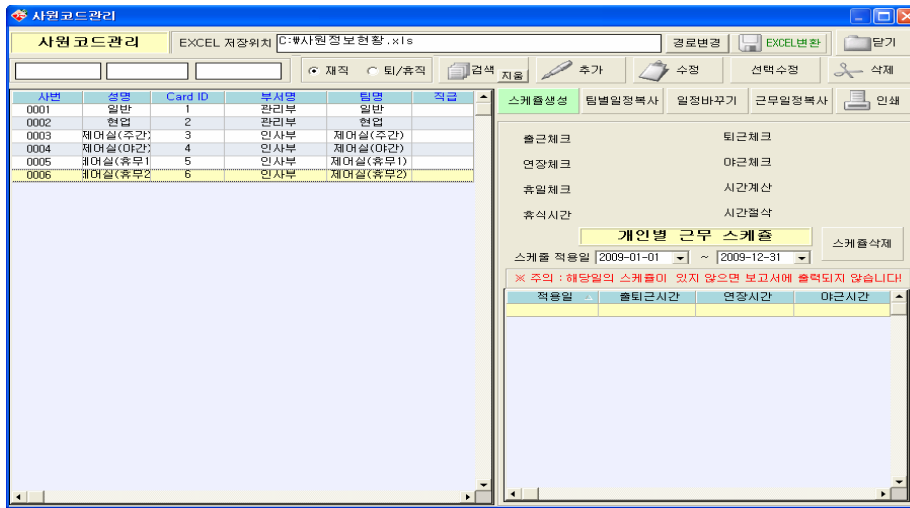 사원코드관리
사원코드관리 EXCEL 저장위치 C:₩사원정보현황.xls 경로변경 EXCEL변환 닫기
재직 퇴/휴직 검색 지움 추가 수정 선택수정 삭제
사번 성명 Card ID 부서명 팀명 직급
0001 일반 1 관리부 일반
0002 현업 2 관리부 현업
0003 제어실(주간) 3 인사부 제어실(주간)
0004 제어실(야간) 4 인사부 제어실(야간)
0005 제어실(휴무1 5 인사부 제어실(휴무1)
0006 제어실(휴무2 6 인사부 제어실(휴무2)
스케쥴생성 팀별일정복사 일정바꾸기 근무일정복사 인쇄
출근체크 퇴근체크
연장체크 야근체크
휴일체크 시간계산
휴식시간 시간절삭
개인별 근무 스케쥴 스케쥴삭제
스케쥴 적용일 2009-01-01 ~ 2009-12-31
※ 주의 : 해당일의 스케쥴이 있지 않으면 보고서에 출력되지 않습니다!
적용일 출퇴근시간 연장시간 야근시간